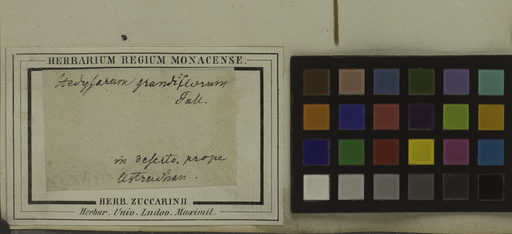 HERBARIUM REGIUM MONACENSE.
Hedysarum grandiflorum
Pall.
in deserto prope
Astrachan.
HERB. ZUCCARINII
Herbar. Univ. Ludov. Maximil.